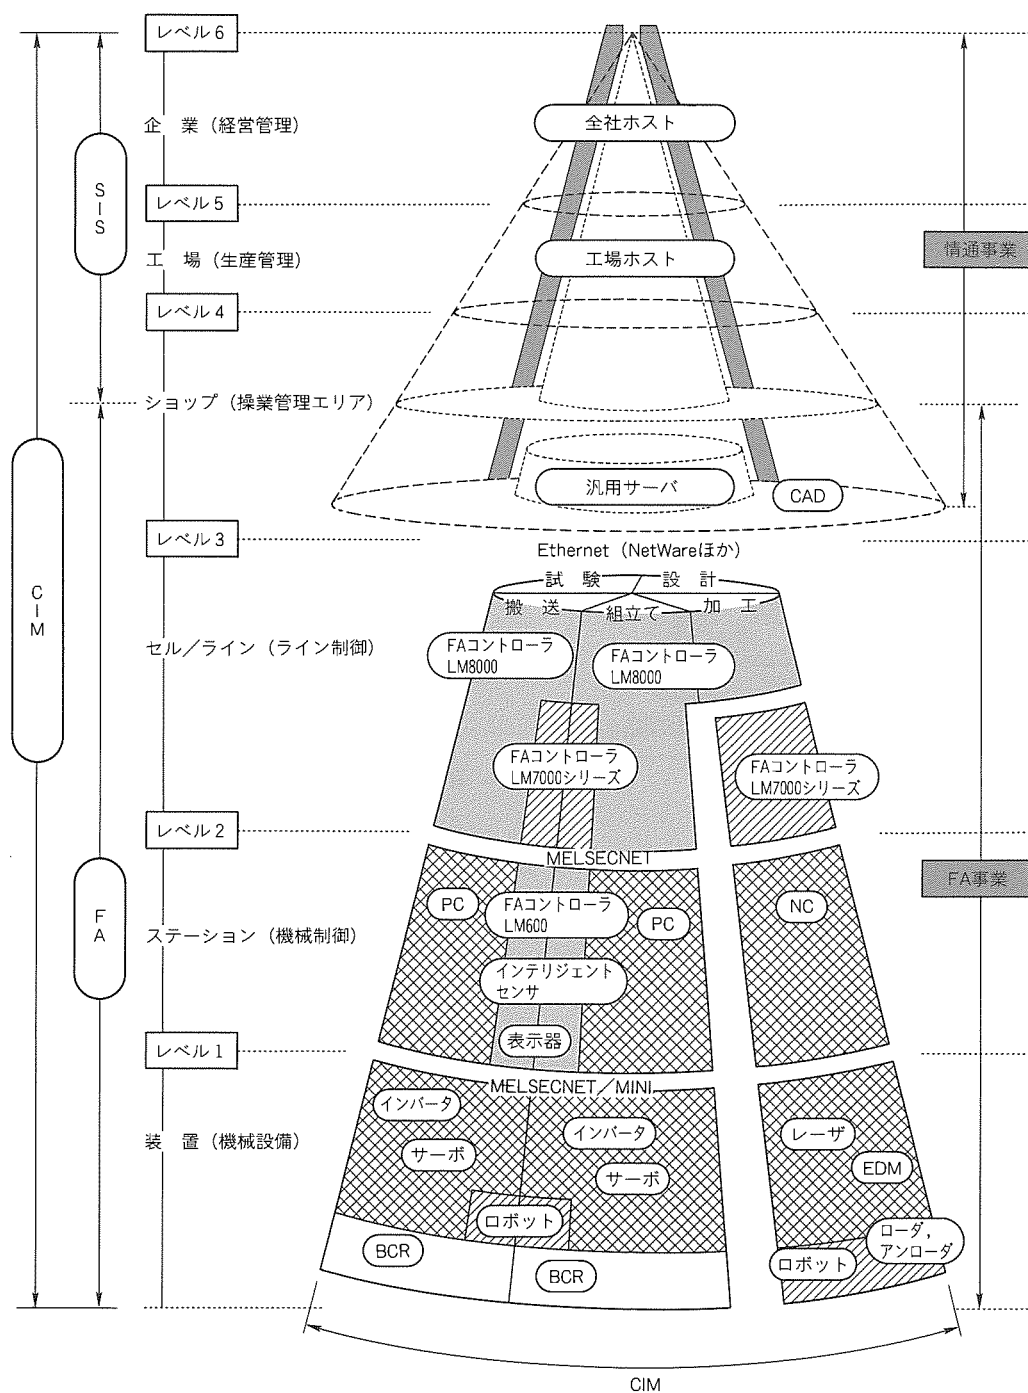 レベル6
企　業（経営管理）
全社ホスト
SIS
レベル5
情通事業
工　場（生産管理）
工場ホスト
レベル4
ショップ（操業管理エリア）
汎用サーバ
CAD
レベル3
Ethernet（NetWareほか）
試　験
設　計
搬　送
組立て
加　工
CIM
セル／ライン（ライン制御）
FAコントローラ
LM8000
FAコントローラ
LM8000
FAコントローラ
LM7000シリーズ
FAコントローラ
LM7000シリーズ
レベル2
MELSECNET
FA事業
FA
ステーション（機械制御）
PC
FAコントローラ
LM600
PC
NC
インテリジェント
センサ
表示器
レベル1
MELSECNET／MINI
装　置（機械設備）
インバータ
サーボ
インバータ
サーボ
レーザ
EDM
ロボット
ローダ，
アンローダ
ロボット
BCR
BCR
CIM